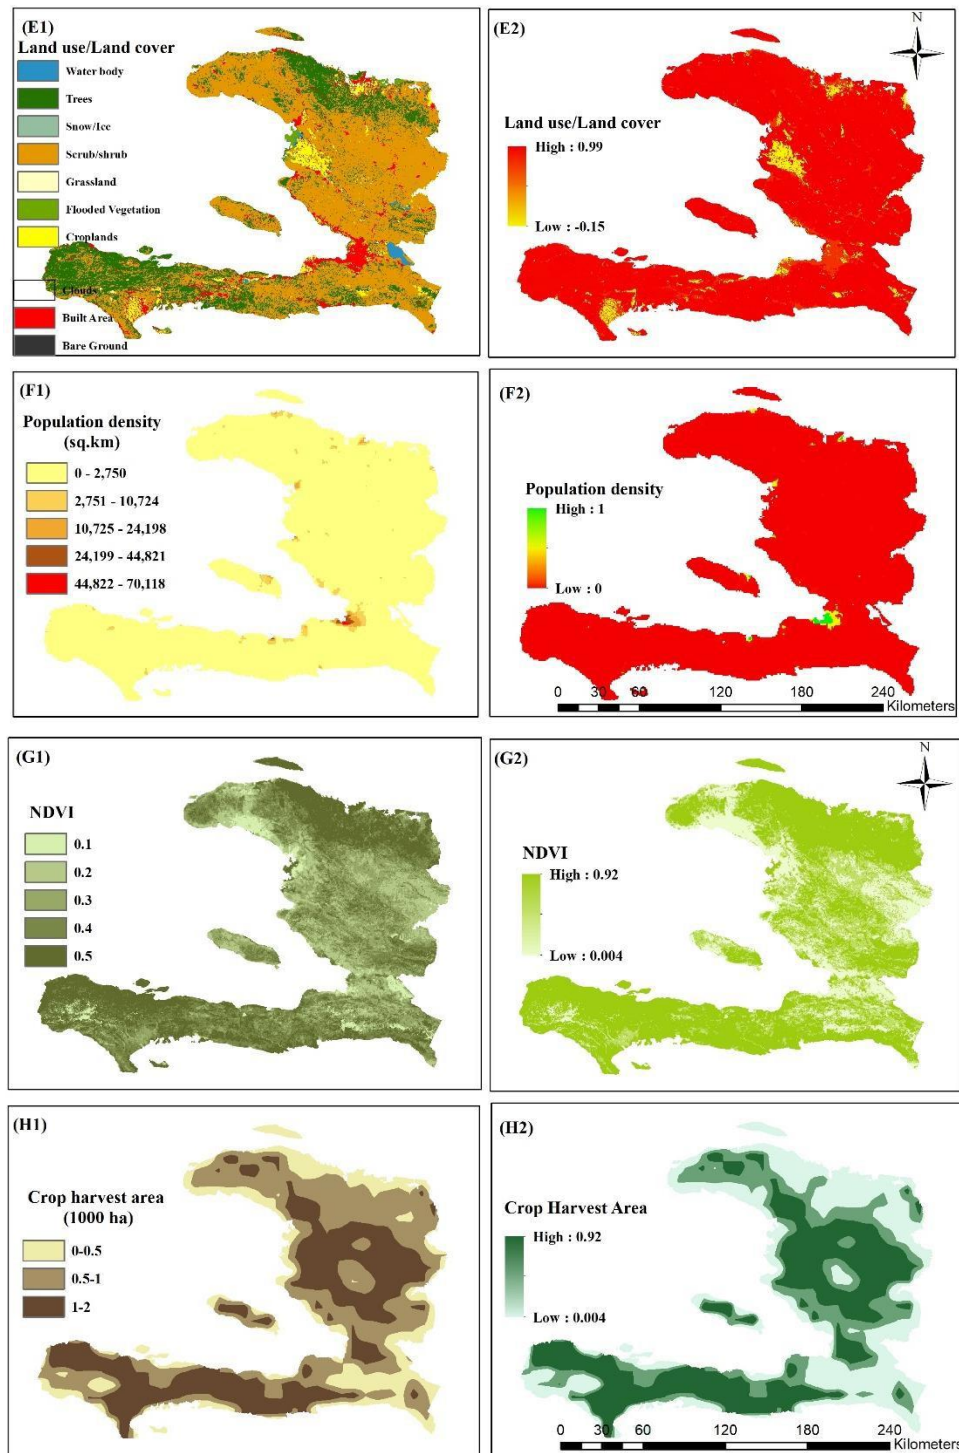 (E1)
Land use/Land cover
Water body
Trees
Snow/Ice
Scrub/shrub
Grassland
Flooded Vegetation
Croplands
Clouds
Built Area
Bare Ground
(E2)
N
Land use/Land cover
High : 0.99
Low : -0.15
(F1)
Population density
(sq.km)
0 - 2,750
2,751 - 10,724
10,725 - 24,198
24,199 - 44,821
44,822 - 70,118
(F2)
Population density
High : 1
Low : 0
0 30 60 120 180 240
Kilometers
(G1)
NDVI
0.1
0.2
0.3
0.4
0.5
(G2)
N
NDVI
High : 0.92
Low : 0.004
(H1)
Crop harvest area
(1000 ha)
0-0.5
0.5-1
1-2
(H2)
Crop Harvest Area
High : 0.92
Low : 0.004
0 30 60 120 180 240
Kilometers